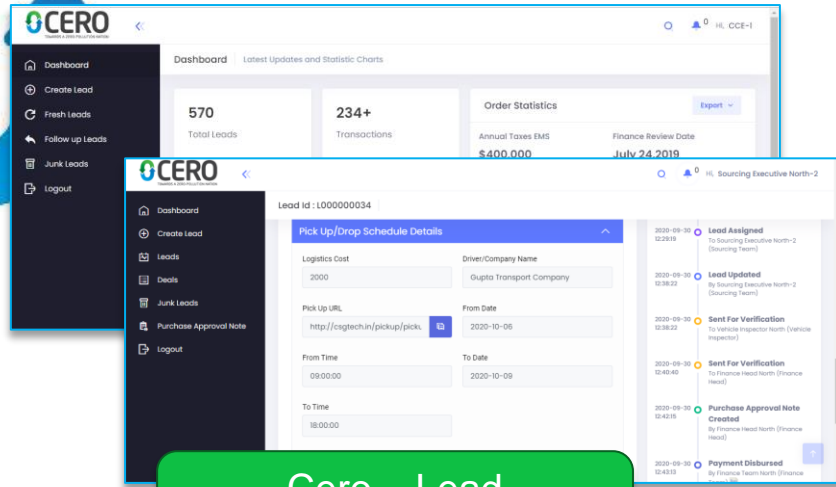 CERO
TOWARDS A ZERO POLLUTION NATION
0 Hi, CCE-1
Dashboard
Create Lead
Fresh Leads
Follow up Leads
Junk Leads
Logout
Dashboard Latest Updates and Statistic Charts
570
Total Leads
234+
Transactions
Order Statistics
Export
Annual Taxes EMS
$400,000
Finance Review Date
July 24,2019
CERO
TOWARDS A ZERO POLLUTION NATION
0 Hi, Sourcing Executive North-2
Dashboard
Create Lead
Leads
Deals
Junk Leads
Purchase Approval Note
Logout
Lead Id : L000000034
Pick Up/Drop Schedule Details
Logistics Cost
2000
Driver/Company Name
Gupta Transport Company
Pick Up URL
http://csgtech.in/pickup/picku
From Date
2020-10-06
From Time
09:00:00
To Date
2020-10-09
To Time
18:00:00
2020-09-30 Lead Assigned
12:29:19 To Sourcing Executive North-2
(Sourcing Team)
2020-09-30 Lead Updated
12:38:22 By Sourcing Executive North-2
(Sourcing Team)
2020-09-30 Sent For Verification
12:38:22 To Vehicle Inspector North (Vehicle
Inspector)
2020-09-30 Sent For Verification
12:40:40 To Finance Head North (Finance
Head)
2020-09-30 Purchase Approval Note
12:42:15 Created
By Finance Head North (Finance
Head)
2020-09-30 Payment Disbursed
12:43:13 By Finance Team North (Finance
Cero – Lead